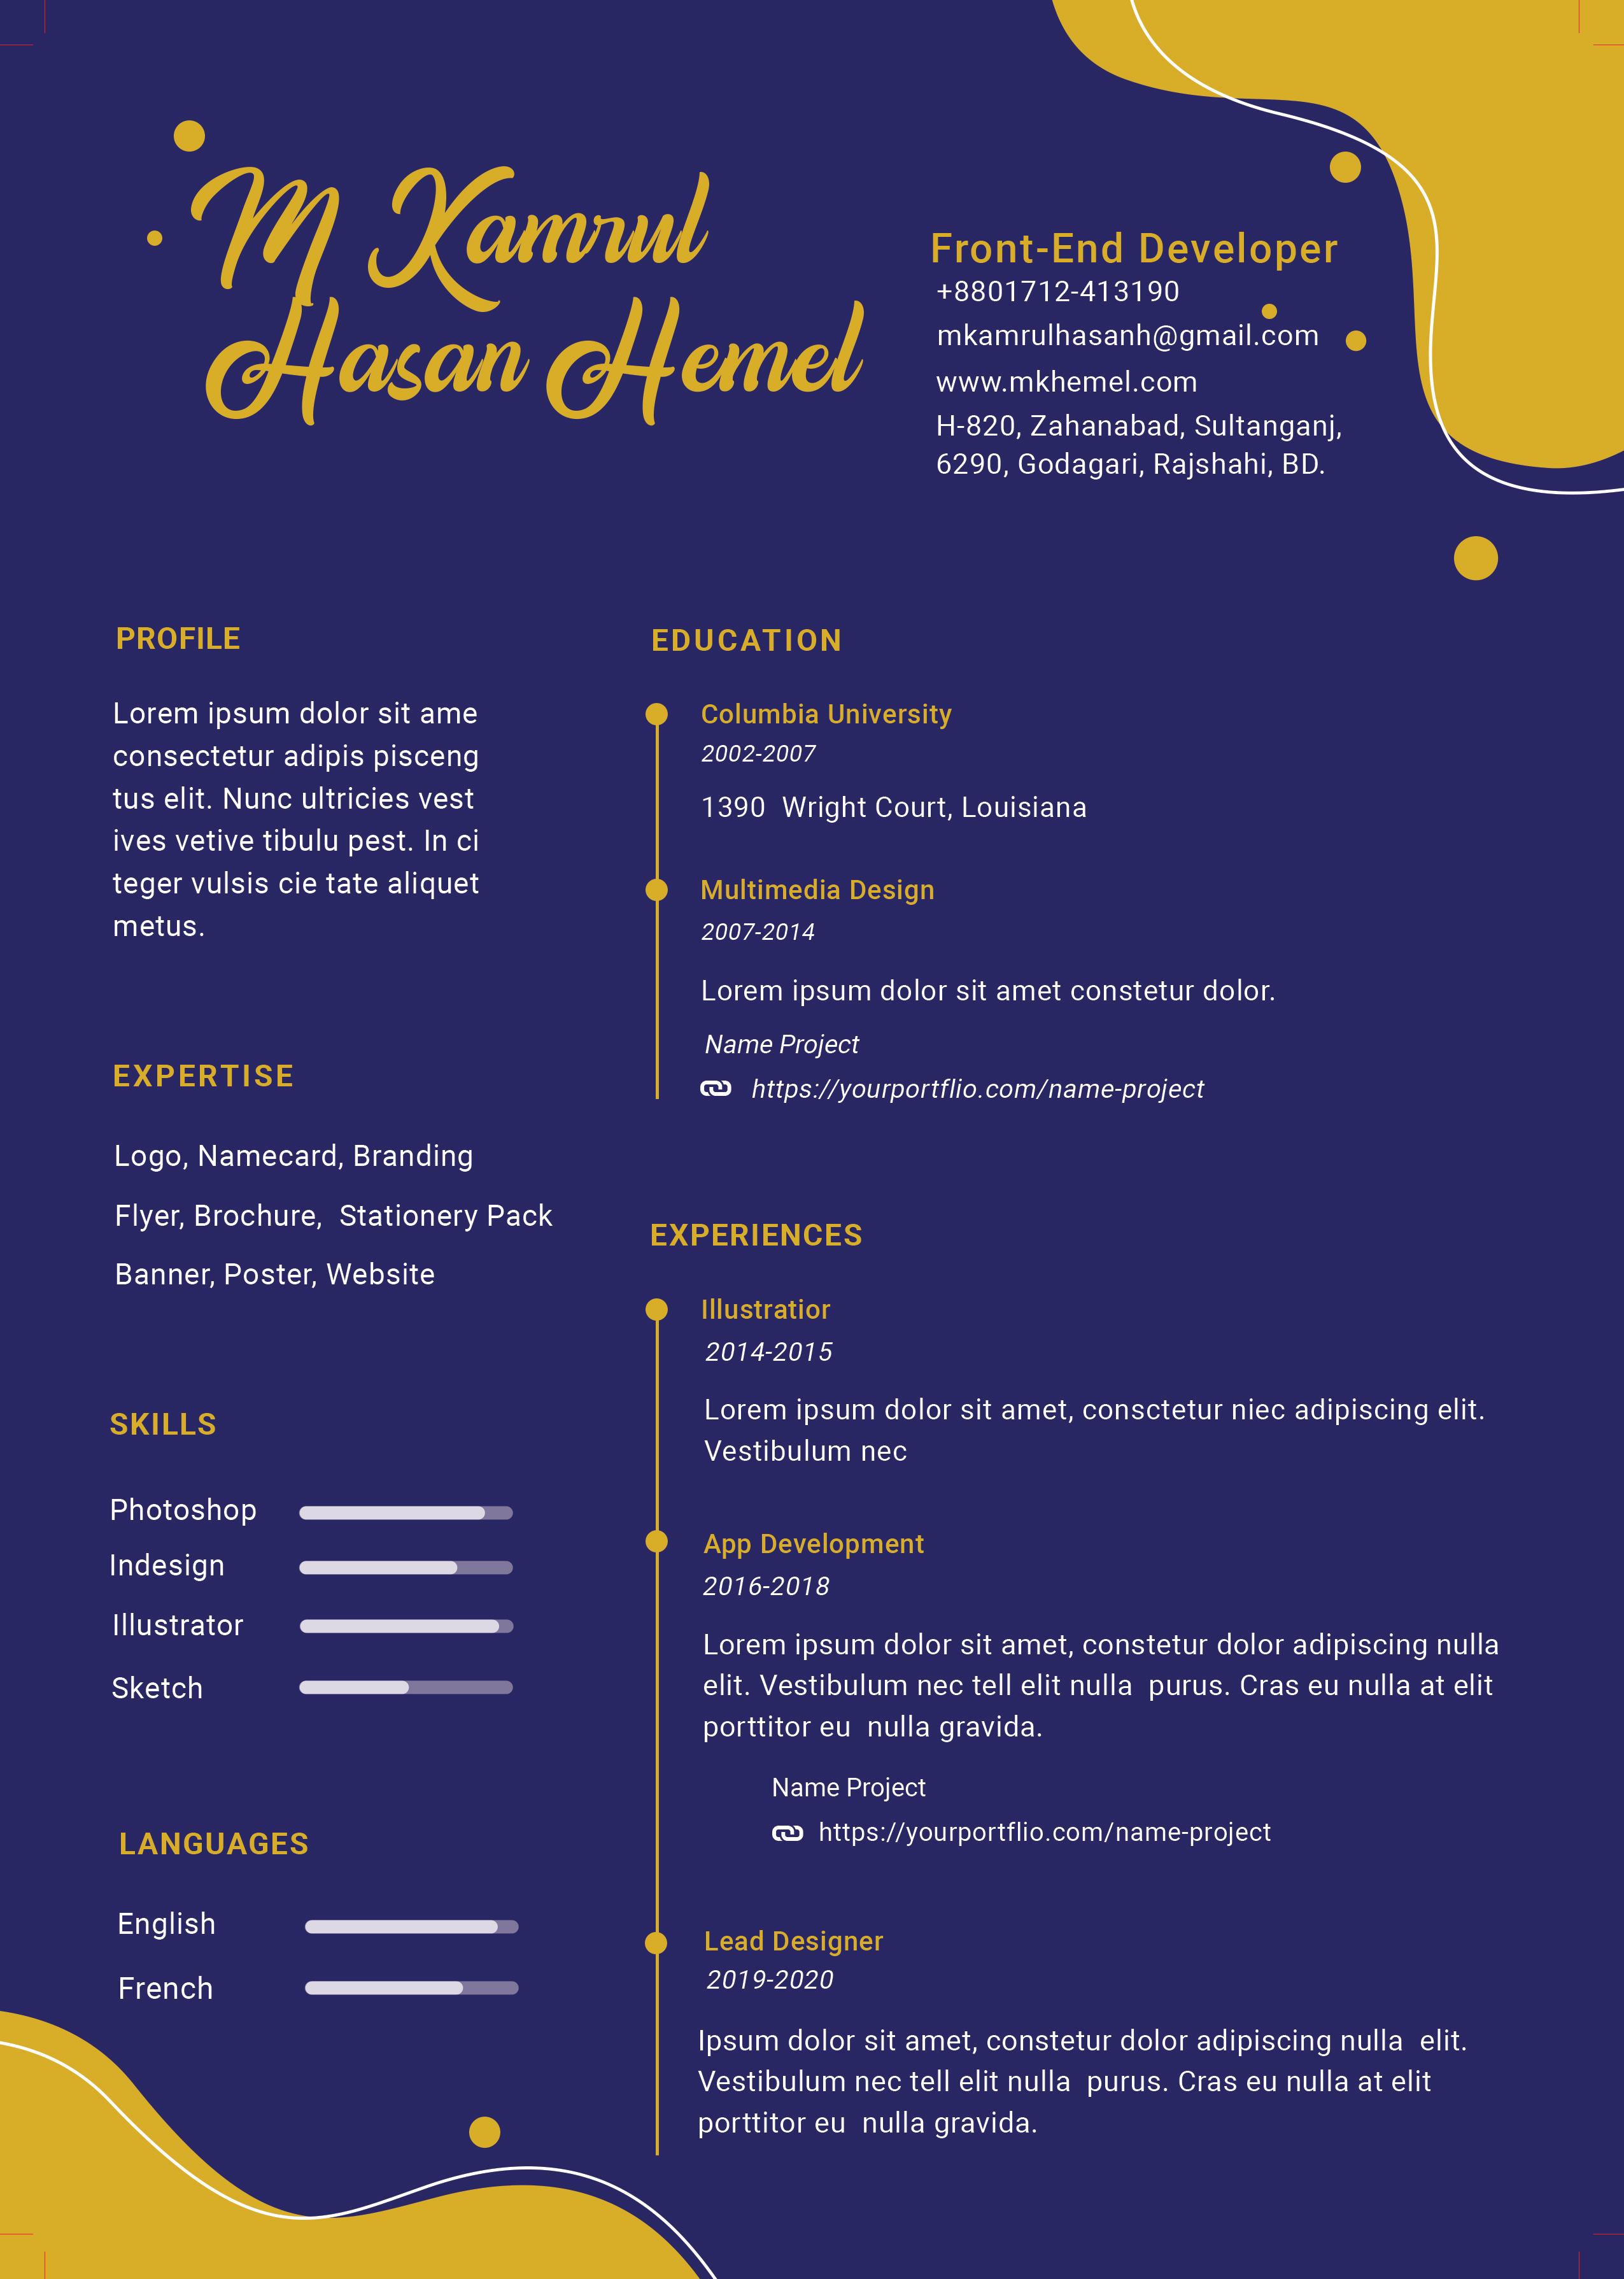 M Kamrul
Hasan Hemel
Front-End Developer
+8801712-413190
mkamrulhasanh@gmail.com
www.mkhemel.com
H-820, Zahanabad, Sultanganj,
6290, Godagari, Rajshahi, BD.
PROFILE
Lorem ipsum dolor sit ame
consectetur adipis pisceng
tus elit. Nunc ultricies vest
ives vetive tibulu pest. In ci
teger vulsis cie tate aliquet
metus.
EXPERTISE
Logo, Namecard, Branding
Flyer, Brochure,  Stationery Pack
Banner, Poster, Website
SKILLS
Photoshop
Indesign
Illustrator
Sketch
LANGUAGES
English
French
EDUCATION
Columbia University
2002-2007
1390  Wright Court, Louisiana
Multimedia Design
2007-2014
Lorem ipsum dolor sit amet constetur dolor.
Name Project
https://yourportflio.com/name-project
EXPERIENCES
Illustratior
2014-2015
Lorem ipsum dolor sit amet, consctetur niec adipiscing elit.
Vestibulum nec
App Development
2016-2018
Lorem ipsum dolor sit amet, constetur dolor adipiscing nulla
elit. Vestibulum nec tell elit nulla  purus. Cras eu nulla at elit
porttitor eu  nulla gravida.
Name Project
https://yourportflio.com/name-project
Lead Designer
2019-2020
Ipsum dolor sit amet, constetur dolor adipiscing nulla  elit.
Vestibulum nec tell elit nulla  purus. Cras eu nulla at elit
porttitor eu  nulla gravida.